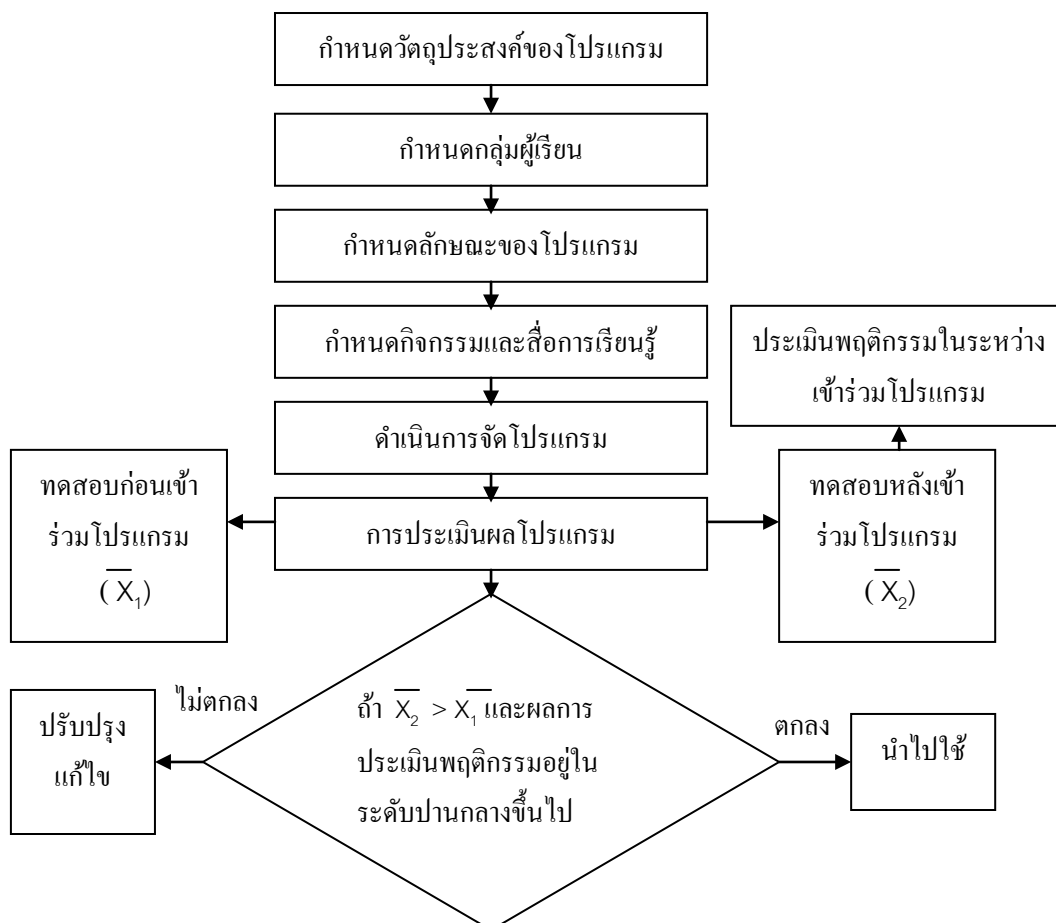 กำหนดวัตถุประสงค์ของโปรแกรม
กำหนดกลุ่มผู้เรียน
กำหนดลักษณะของโปรแกรม
กำหนดกิจกรรมและสื่อการเรียนรู้
ประเมินพฤติกรรมในระหว่าง
เข้าร่วมโปรแกรม
ดำเนินการจัดโปรแกรม
ทดสอบก่อนเข้า
ร่วมโปรแกรม
(X̅₁)
การประเมินผลโปรแกรม
ทดสอบหลังเข้า
ร่วมโปรแกรม
(X̅₂)
ไม่ตกลง
ปรับปรุง
แก้ไข
ถ้า X̅₂ > X̅₁ และผลการ
ประเมินพฤติกรรมอยู่ใน
ระดับปานกลางขึ้นไป
ตกลง
นำไปใช้